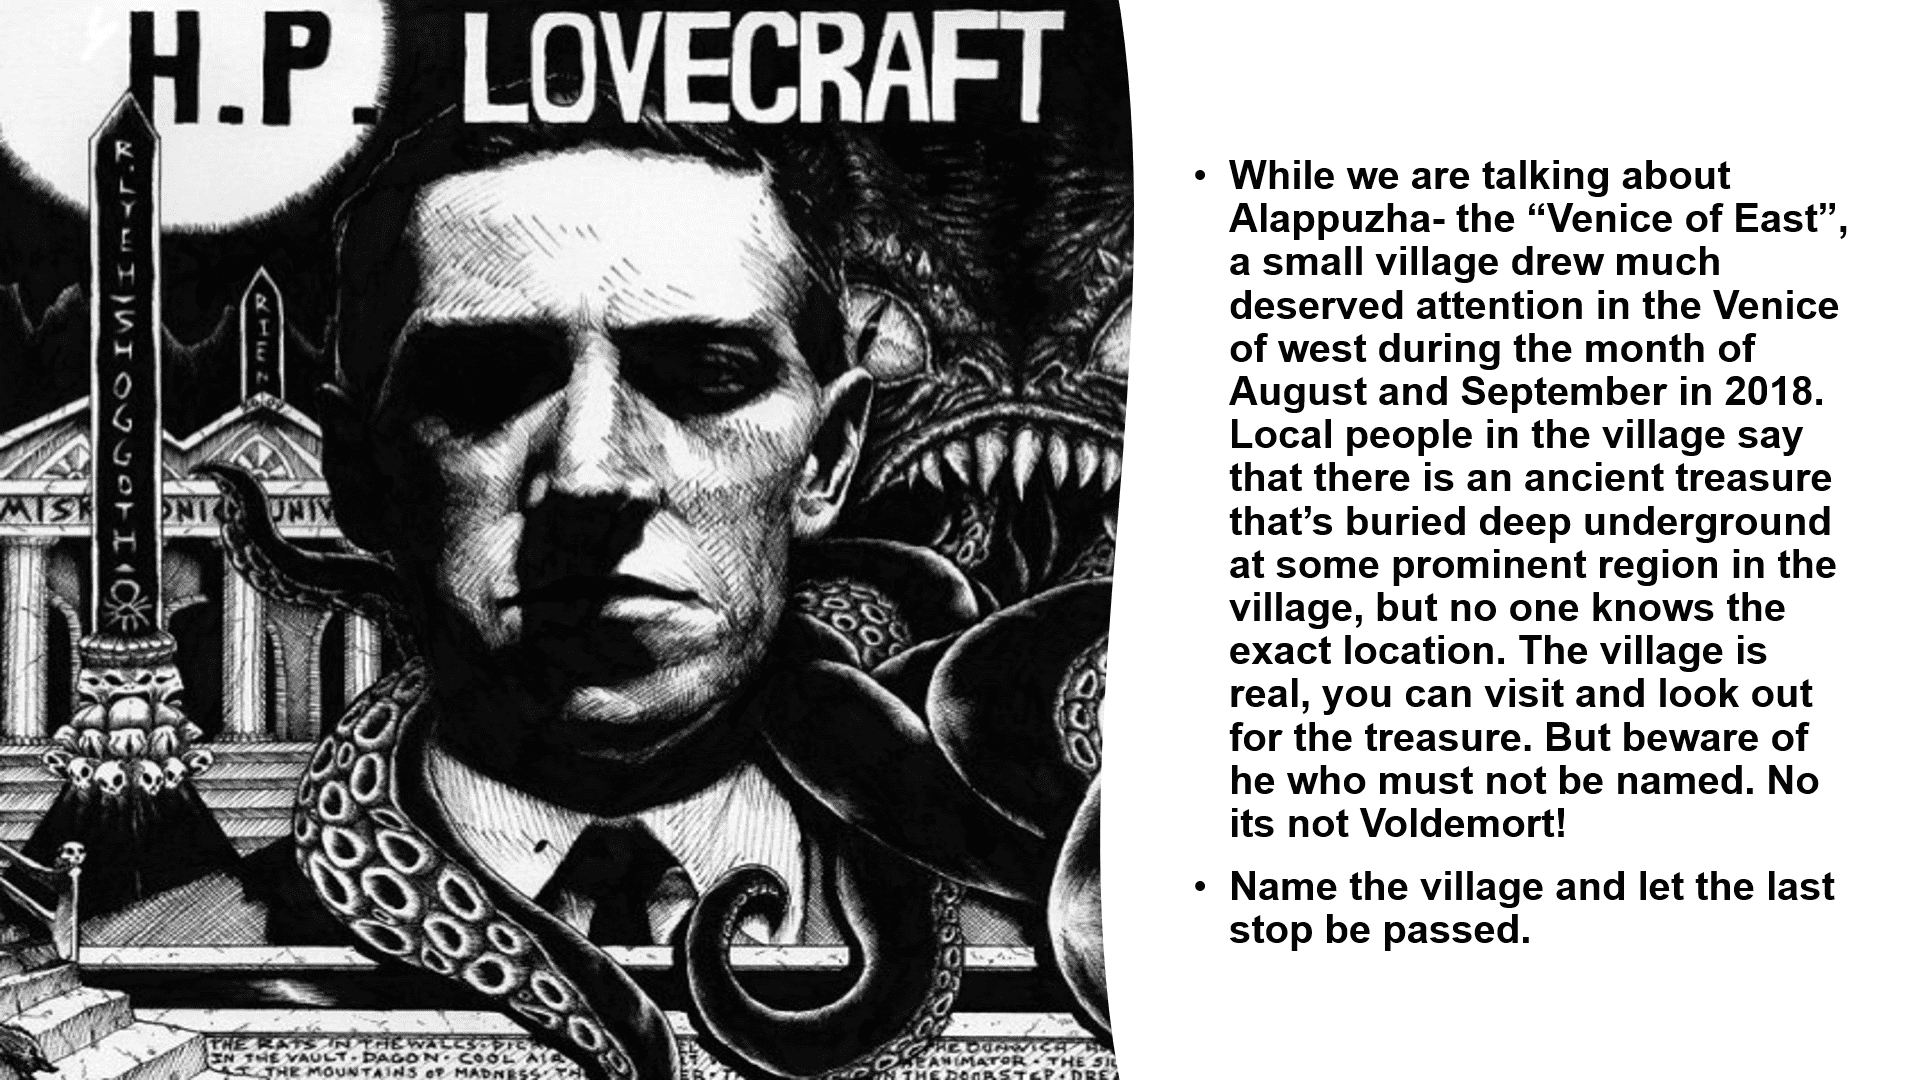 H.P. LOVECRAFT
R'LYEH
SHOGGOTH
MISK
UNIV
• While we are talking about
Alappuzha- the “Venice of East”,
a small village drew much
deserved attention in the Venice
of west during the month of
August and September in 2018.
Local people in the village say
that there is an ancient treasure
that’s buried deep underground
at some prominent region in the
village, but no one knows the
exact location. The village is
real, you can visit and look out
for the treasure. But beware of
he who must not be named. No
its not Voldemort!
• Name the village and let the last
stop be passed.
THE RATS IN THE WALLS
IN THE VAULT · DAGON · COOL AIR
AT THE MOUNTAINS OF MADNESS
THE DUNWICH
REANIMATOR · THE
ON THE DOORSTEP